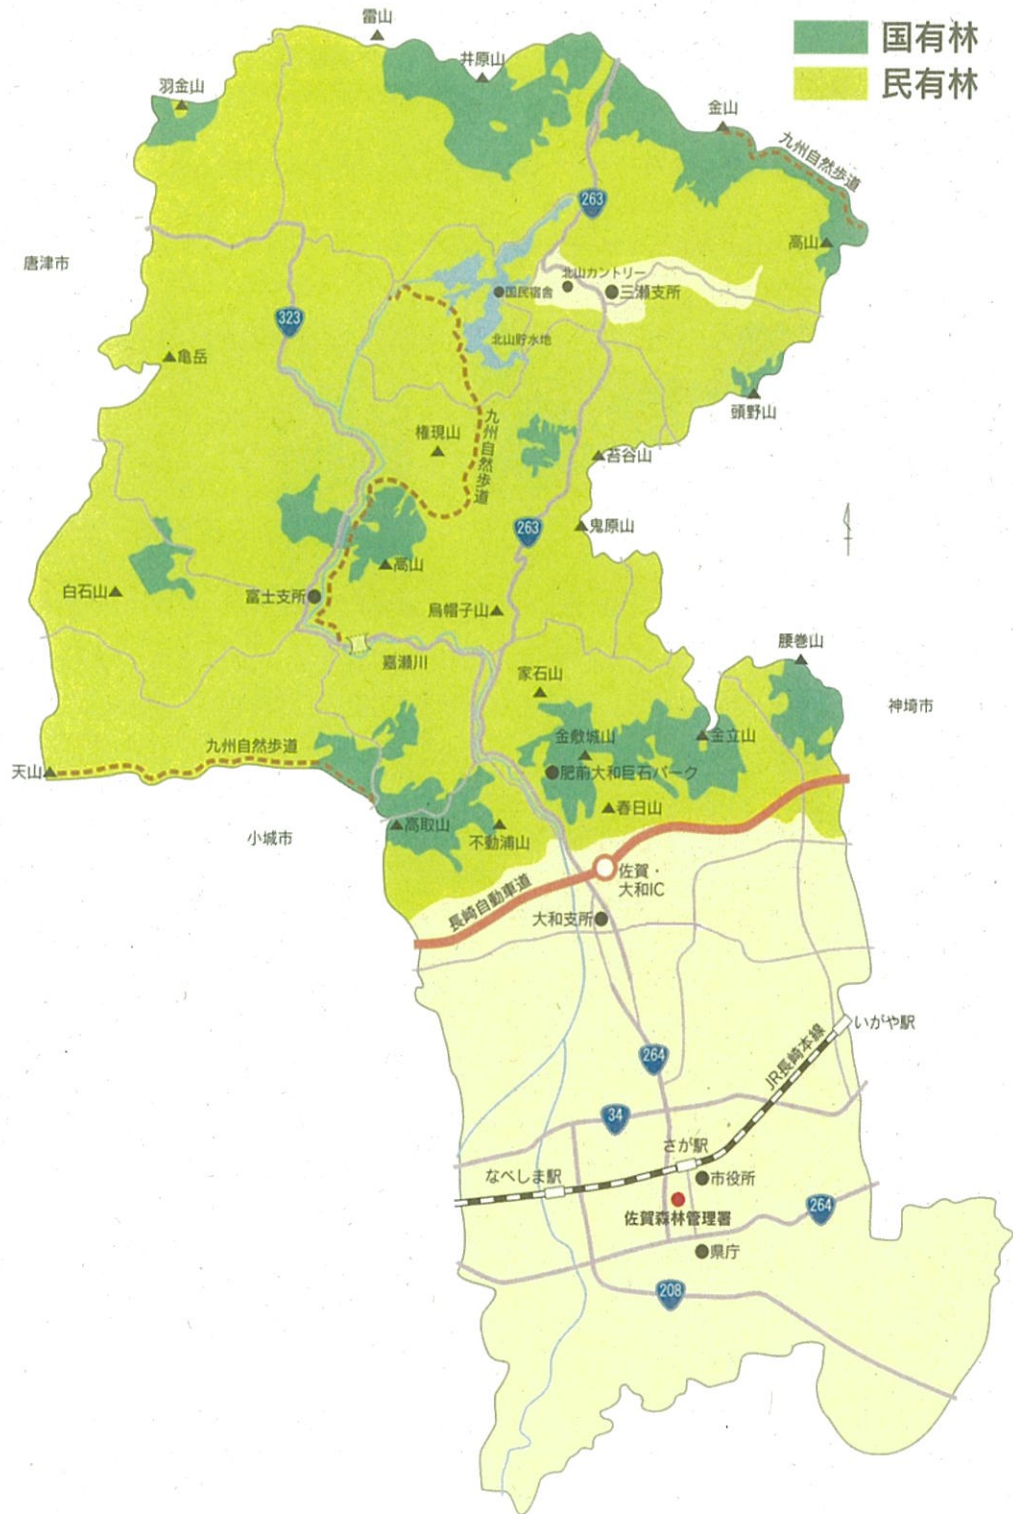 国有林
民有林
雷山
井原山
羽金山
金山
九州自然歩道
263
高山
唐津市
北山カントリー
国民宿舎
三瀬支所
323
北山貯水地
亀岳
頭野山
九州自然歩道
権現山
苔谷山
263
鬼原山
高山
白石山
富士支所
烏帽子山
腰巻山
嘉瀬川
家石山
神埼市
金敷城山
金立山
九州自然歩道
天山
肥前大和巨石パーク
春日山
高取山
小城市
不動浦山
佐賀・
大和IC
長崎自動車道
大和支所
いがや駅
JR長崎本線
264
34
さが駅
なべしま駅
市役所
264
佐賀森林管理署
県庁
208